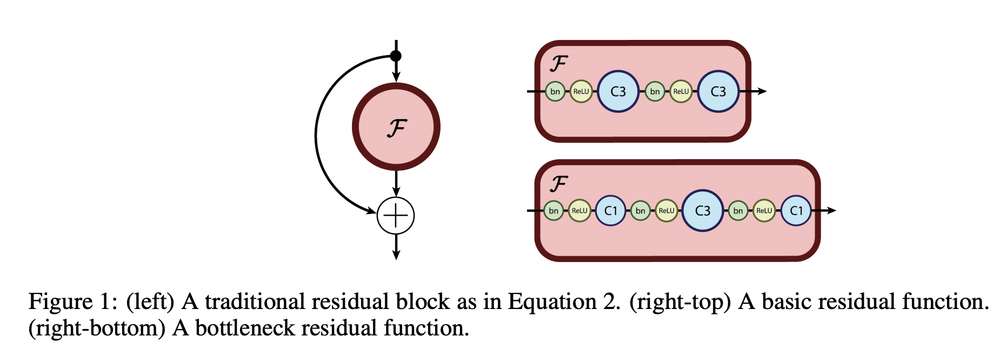 ℱ
ℱ
bn ReLU C3 bn ReLU C3
ℱ
bn ReLU C1 bn ReLU C3 bn ReLU C1
Figure 1: (left) A traditional residual block as in Equation 2. (right-top) A basic residual function.
(right-bottom) A bottleneck residual function.